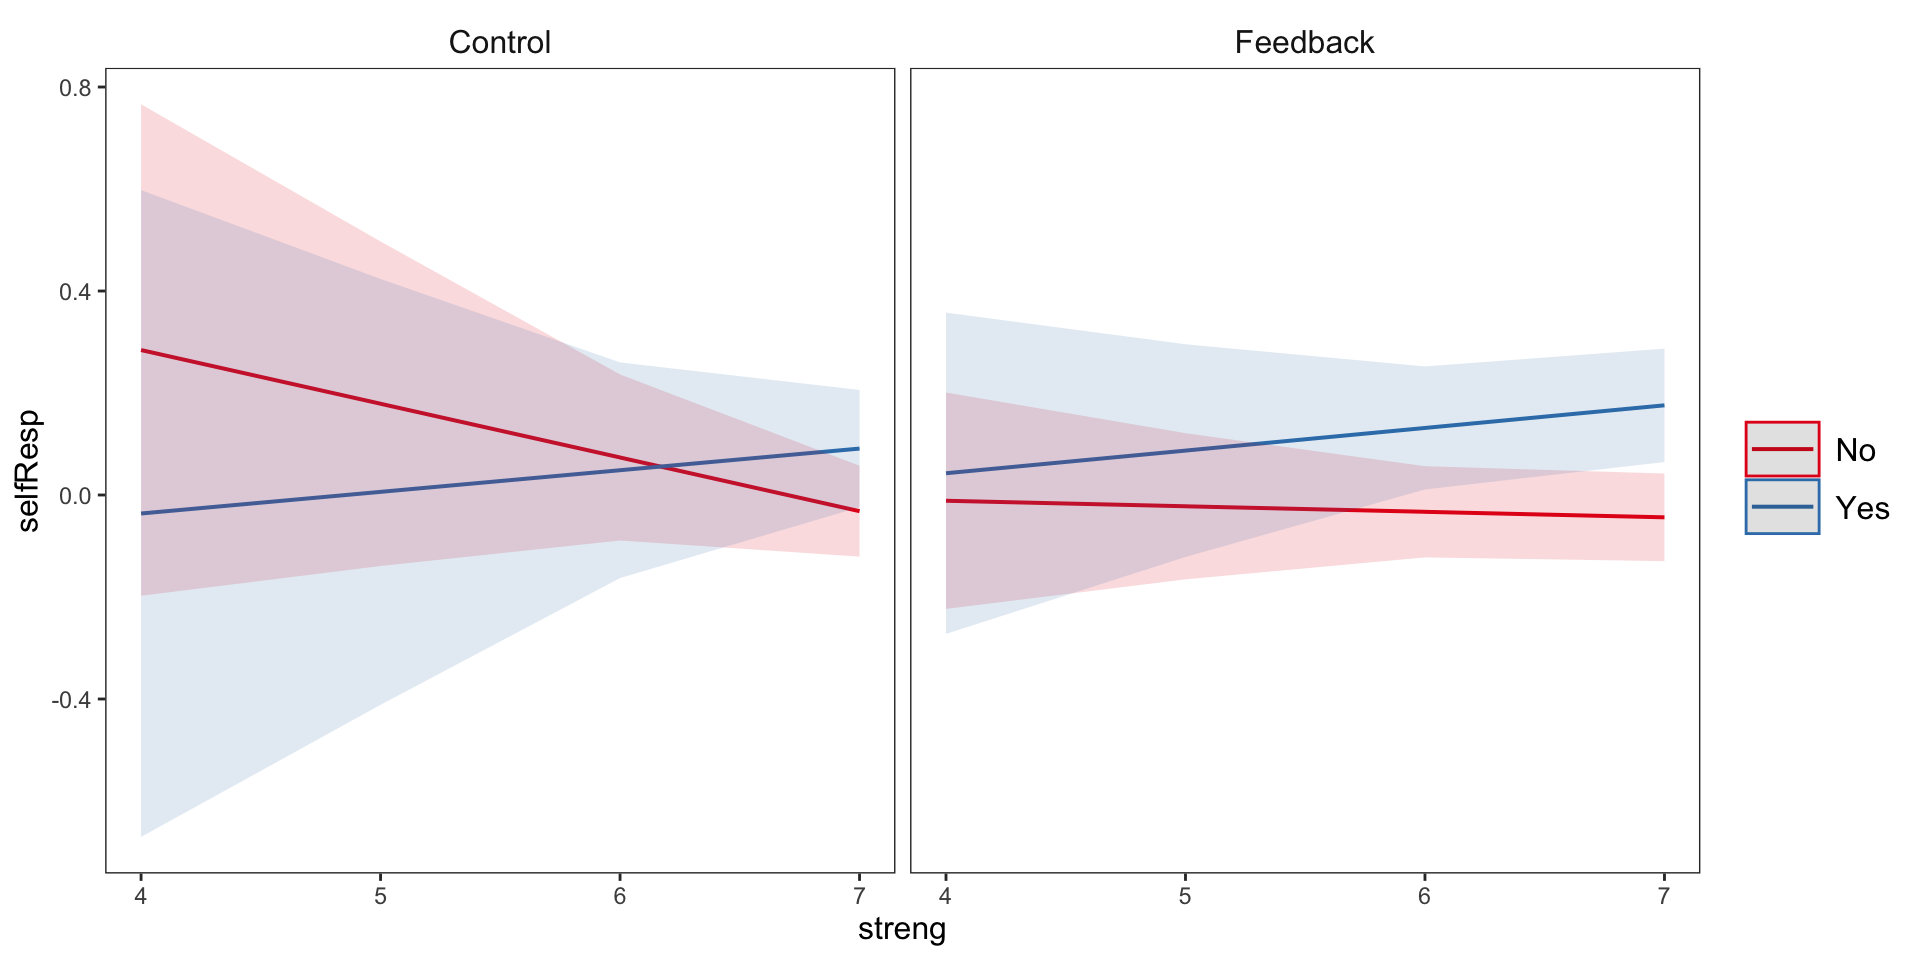 Control
Feedback
0.8
0.4
0.0
-0.4
selfResp
4 5 6 7
4 5 6 7
streng
No
Yes